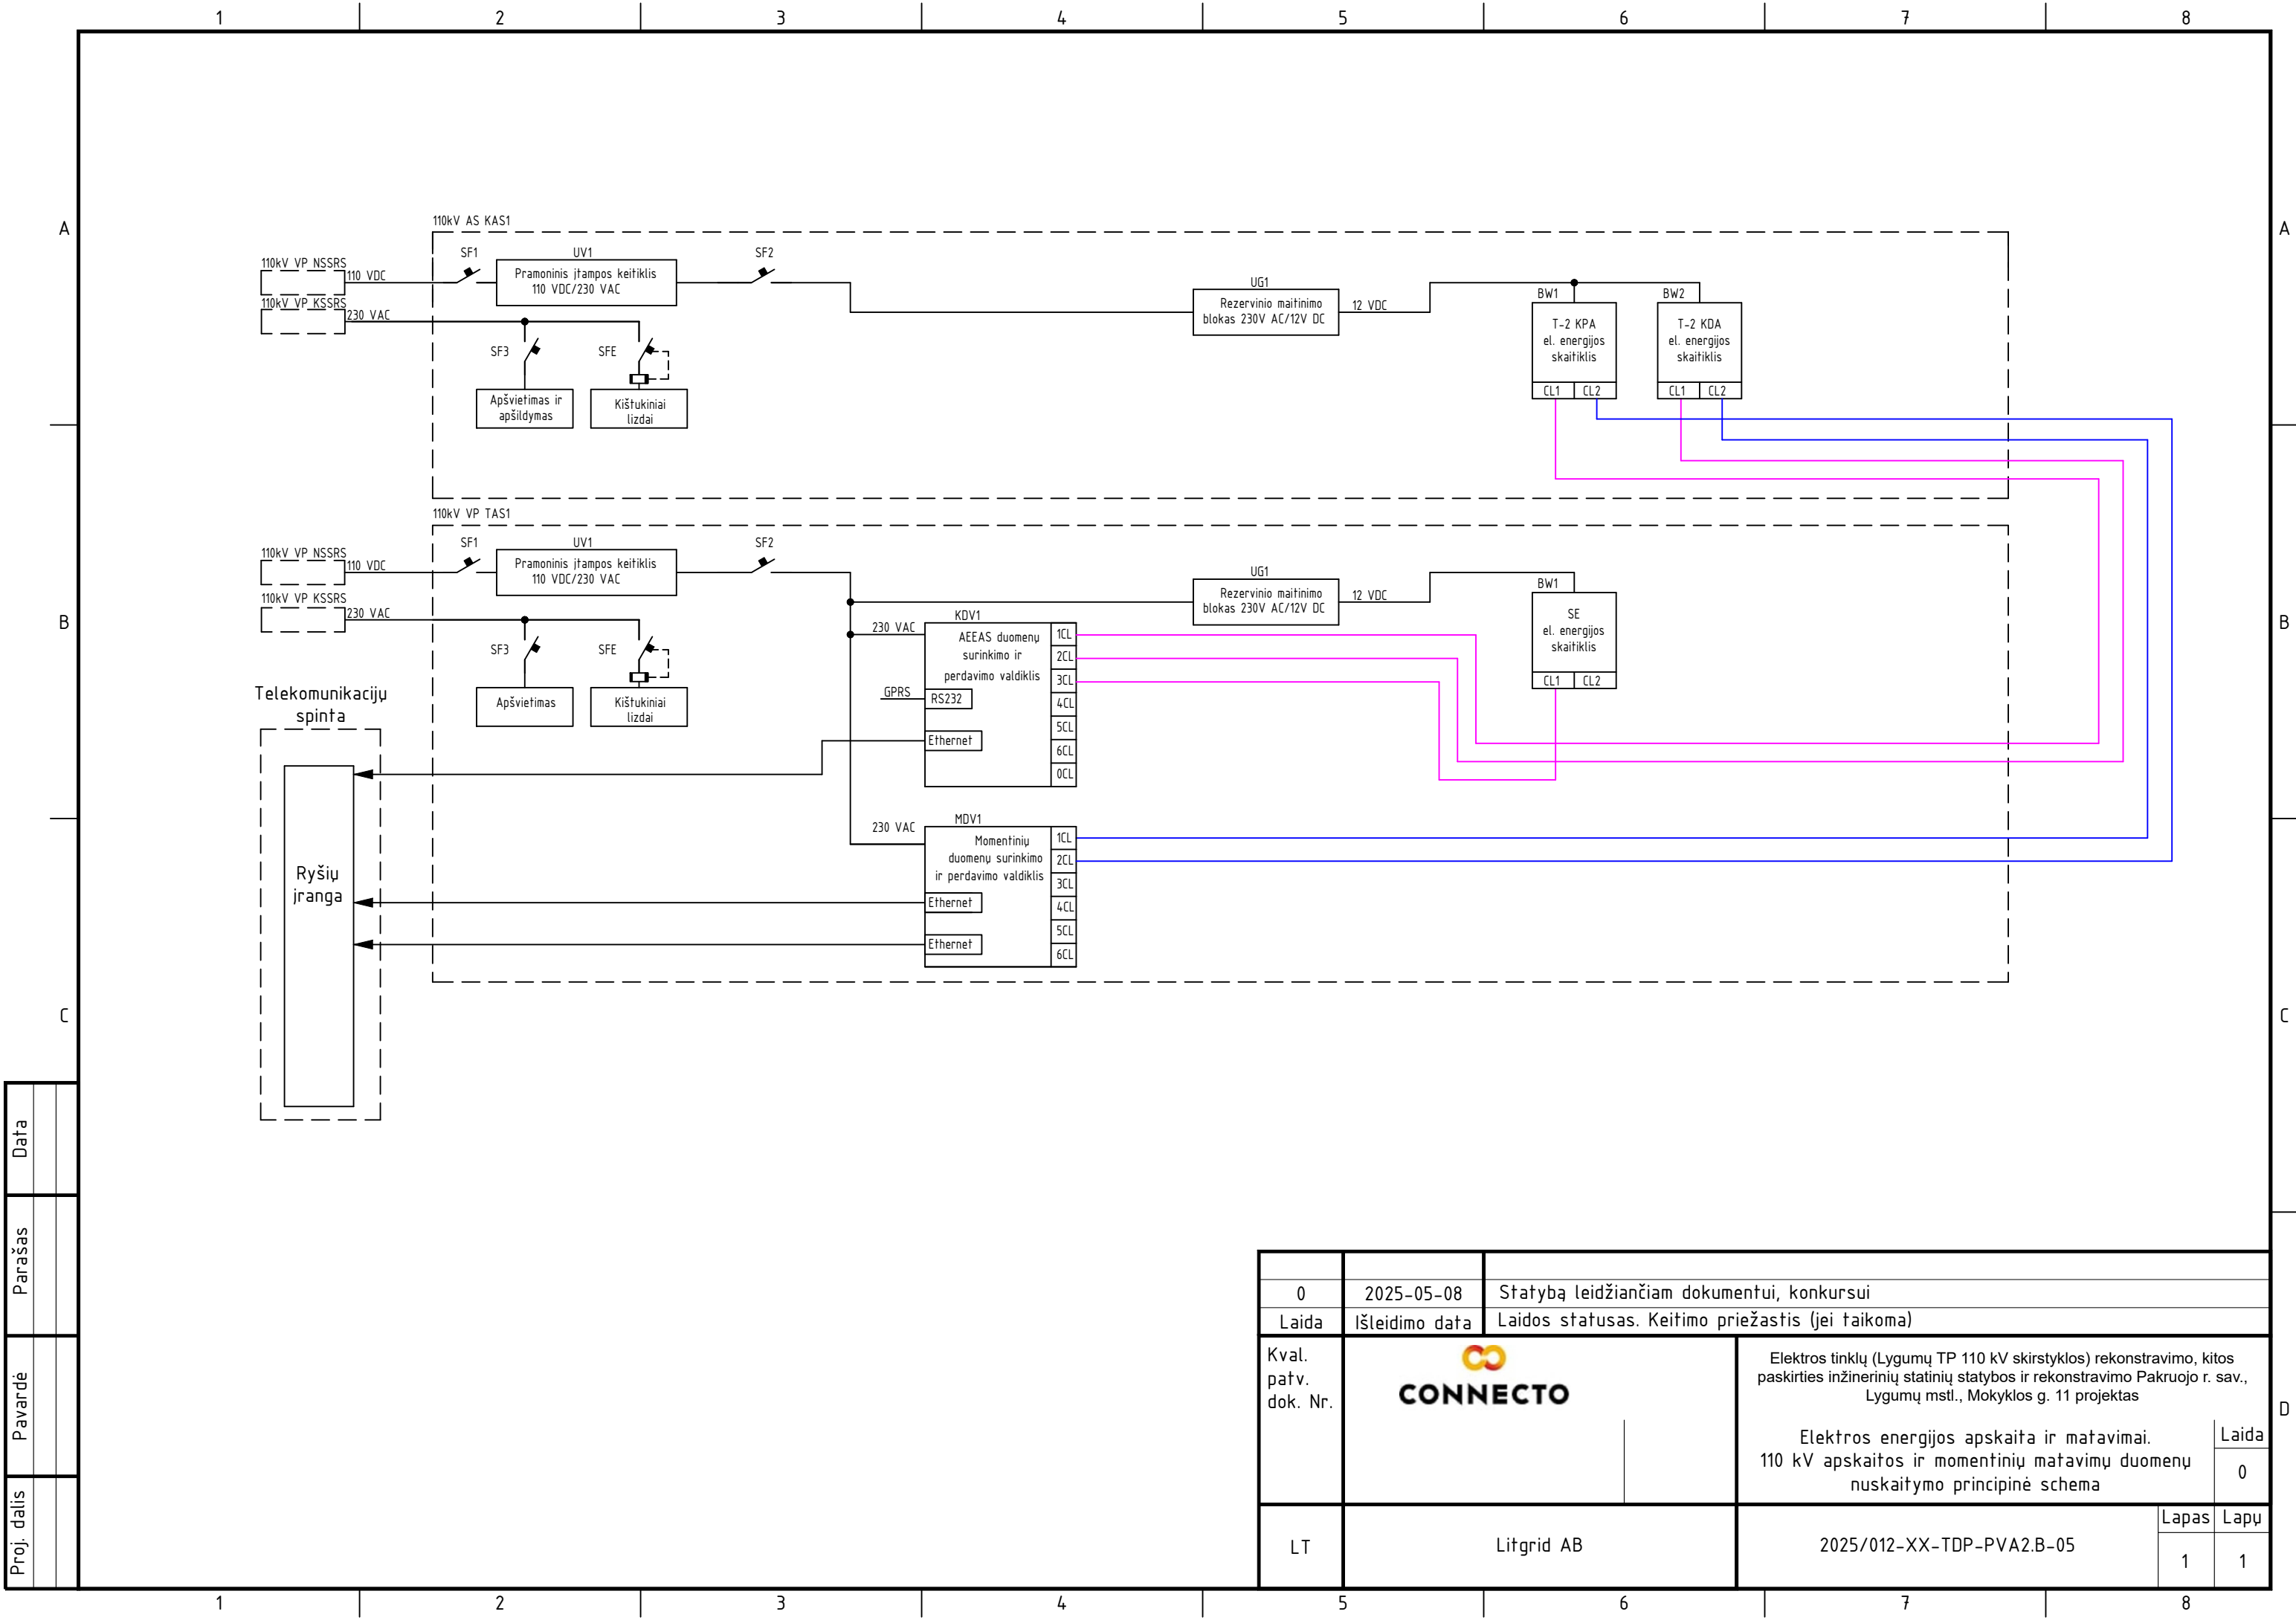 1 2 3 4 5 6 7 8
A A
110kV AS KAS1
110kV VP NSSRS
110 VDC
SF1
UV1
Pramoninis įtampos keitiklis
110 VDC/230 VAC
SF2
110kV VP KSSRS
230 VAC
UG1
Rezervinio maitinimo
blokas 230V AC/12V DC
12 VDC
BW1
T-2 KPA
el. energijos
skaitiklis
CL1 CL2
BW2
T-2 KDA
el. energijos
skaitiklis
CL1 CL2
SF3
Apšvietimas ir
apšildymas
SFE
Kištukiniai
lizdai
110kV VP TAS1
B B
110kV VP NSSRS
110 VDC
SF1
UV1
Pramoninis įtampos keitiklis
110 VDC/230 VAC
SF2
110kV VP KSSRS
230 VAC
UG1
Rezervinio maitinimo
blokas 230V AC/12V DC
12 VDC
BW1
SE
el. energijos
skaitiklis
CL1 CL2
SF3
Apšvietimas
SFE
Kištukiniai
lizdai
KDV1
230 VAC
AEEAS duomenų
surinkimo ir
perdavimo valdiklis
GPRS
RS232
Ethernet
1CL
2CL
3CL
4CL
5CL
6CL
0CL
Telekomunikacijų
spinta
Ryšių
įranga
MDV1
230 VAC
Momentinių
duomenų surinkimo
ir perdavimo valdiklis
Ethernet
Ethernet
1CL
2CL
3CL
4CL
5CL
6CL
C C
Data
Parašas
Pavardė
Proj. dalis
D
0 2025-05-08 Statybą leidžiančiam dokumentui, konkursui
Laida Išleidimo data Laidos statusas. Keitimo priežastis (jei taikoma)
Kval.
patv.
dok. Nr.
CONNECTO
Elektros tinklų (Lygumų TP 110 kV skirstyklos) rekonstravimo, kitos
paskirties inžinerinių statinių statybos ir rekonstravimo Pakruojo r. sav.,
Lygumų mstl., Mokyklos g. 11 projektas
Elektros energijos apskaita ir matavimai.
110 kV apskaitos ir momentinių matavimų duomenų
nuskaitymo principinė schema
Laida
0
LT Litgrid AB 2025/012-XX-TDP-PVA2.B-05
Lapas Lapų
1 1
1 2 3 4 5 6 7 8